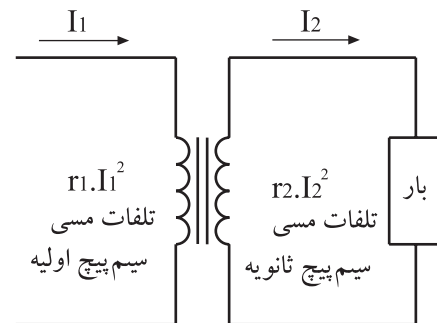 I1
I2
r1.I1²
تلفات مسی
سیم‌پیچ اولیه
r2.I2²
تلفات مسی
سیم‌پیچ ثانویه
بار